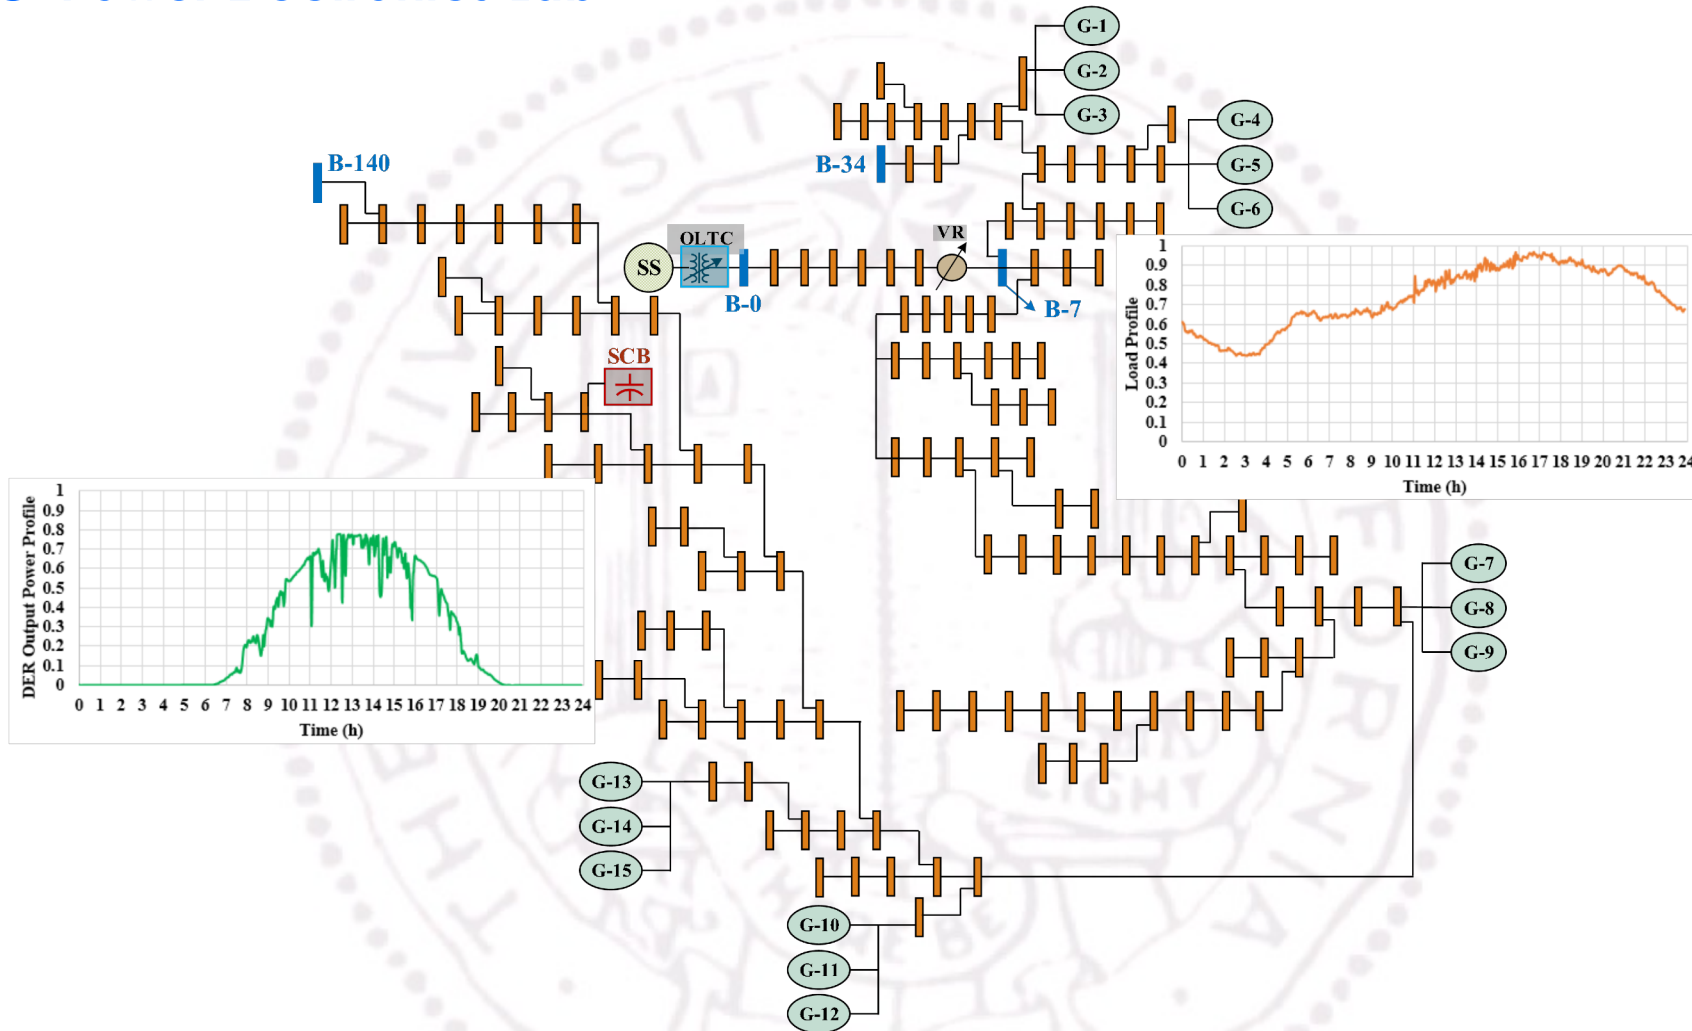 G-1
G-2
G-3
G-4
G-5
G-6
B-34
B-140
OLTC
SS
B-0
VR
B-7
SCB
1
0.9
0.8
0.7
0.6
0.5
0.4
0.3
0.2
0.1
0
Load Profile
0 1 2 3 4 5 6 7 8 9 10 11 12 13 14 15 16 17 18 19 20 21 22 23 24
Time (h)
1
0.9
0.8
0.7
0.6
0.5
0.4
0.3
0.2
0.1
0
DER Output Power Profile
0 1 2 3 4 5 6 7 8 9 10 11 12 13 14 15 16 17 18 19 20 21 22 23 24
Time (h)
G-7
G-8
G-9
G-13
G-14
G-15
G-10
G-11
G-12